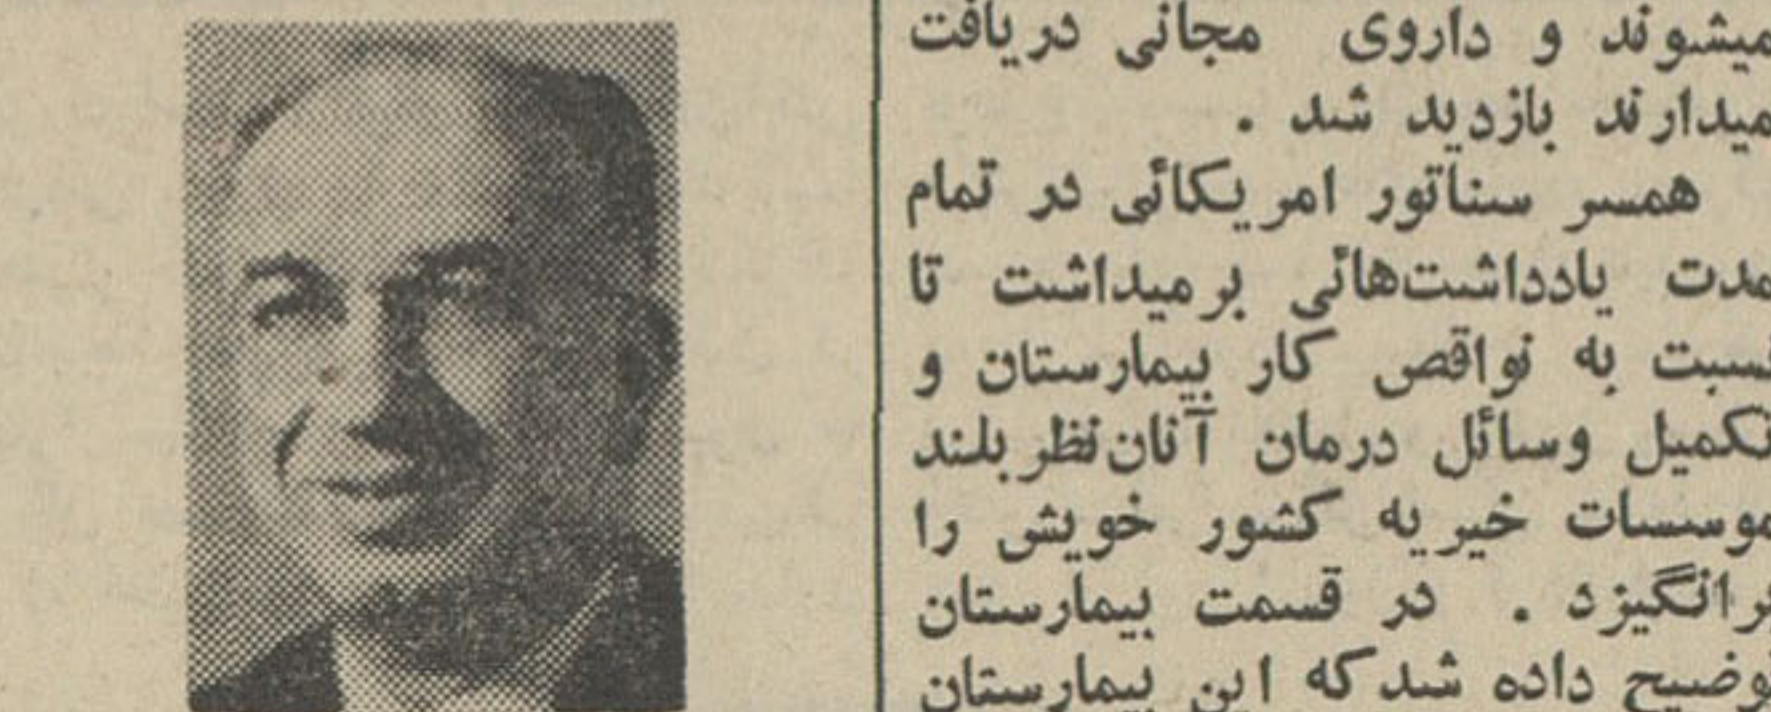 میشوند و داروی مجانی دریافت
میدارند بازدید شد .
همسر سناتور امریکائی در تمام
مدت یادداشت‌هائی برمیداشت تا
نسبت به نواقص کار بیمارستان و
تکمیل وسائل درمان آنان نظر بلند
موسسات خیریه کشور خویش را
برانگیزد . در قسمت بیمارستان
توضیح داده شد که این بیمارستان